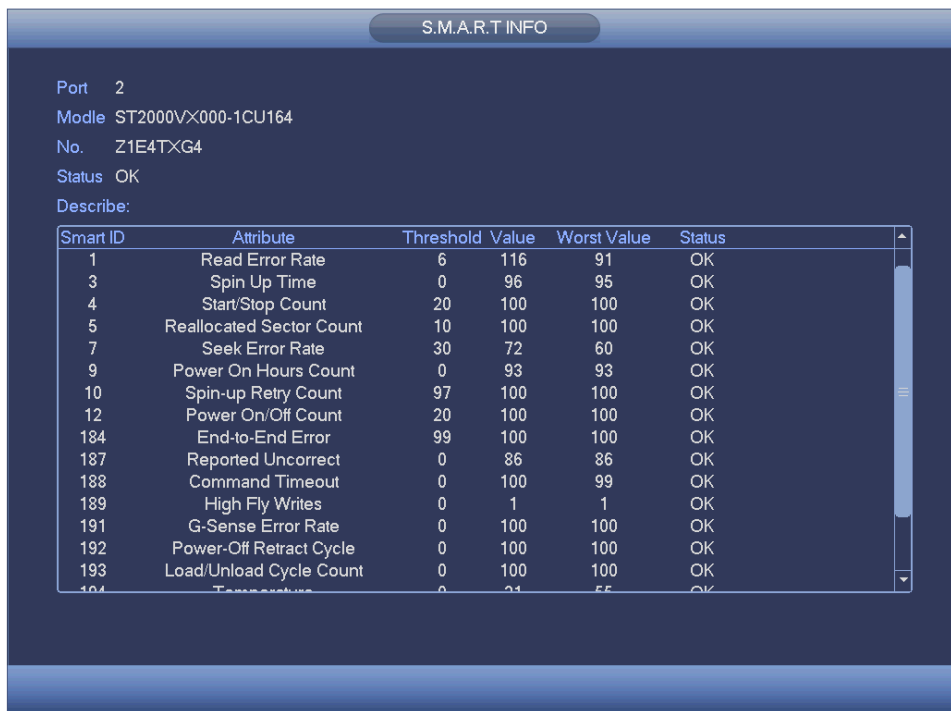 S.M.A.R.T INFO
Port 2
Modle ST2000VX000-1CU164
No. Z1E4TXG4
Status OK
Describe:
Smart ID Attribute Threshold Value Worst Value Status
1 Read Error Rate 6 116 91 OK
3 Spin Up Time 0 96 95 OK
4 Start/Stop Count 20 100 100 OK
5 Reallocated Sector Count 10 100 100 OK
7 Seek Error Rate 30 72 60 OK
9 Power On Hours Count 0 93 93 OK
10 Spin-up Retry Count 97 100 100 OK
12 Power On/Off Count 20 100 100 OK
184 End-to-End Error 99 100 100 OK
187 Reported Uncorrect 0 86 86 OK
188 Command Timeout 0 100 99 OK
189 High Fly Writes 0 1 1 OK
191 G-Sense Error Rate 0 100 100 OK
192 Power-Off Retract Cycle 0 100 100 OK
193 Load/Unload Cycle Count 0 100 100 OK
194 Temperature 0 OK